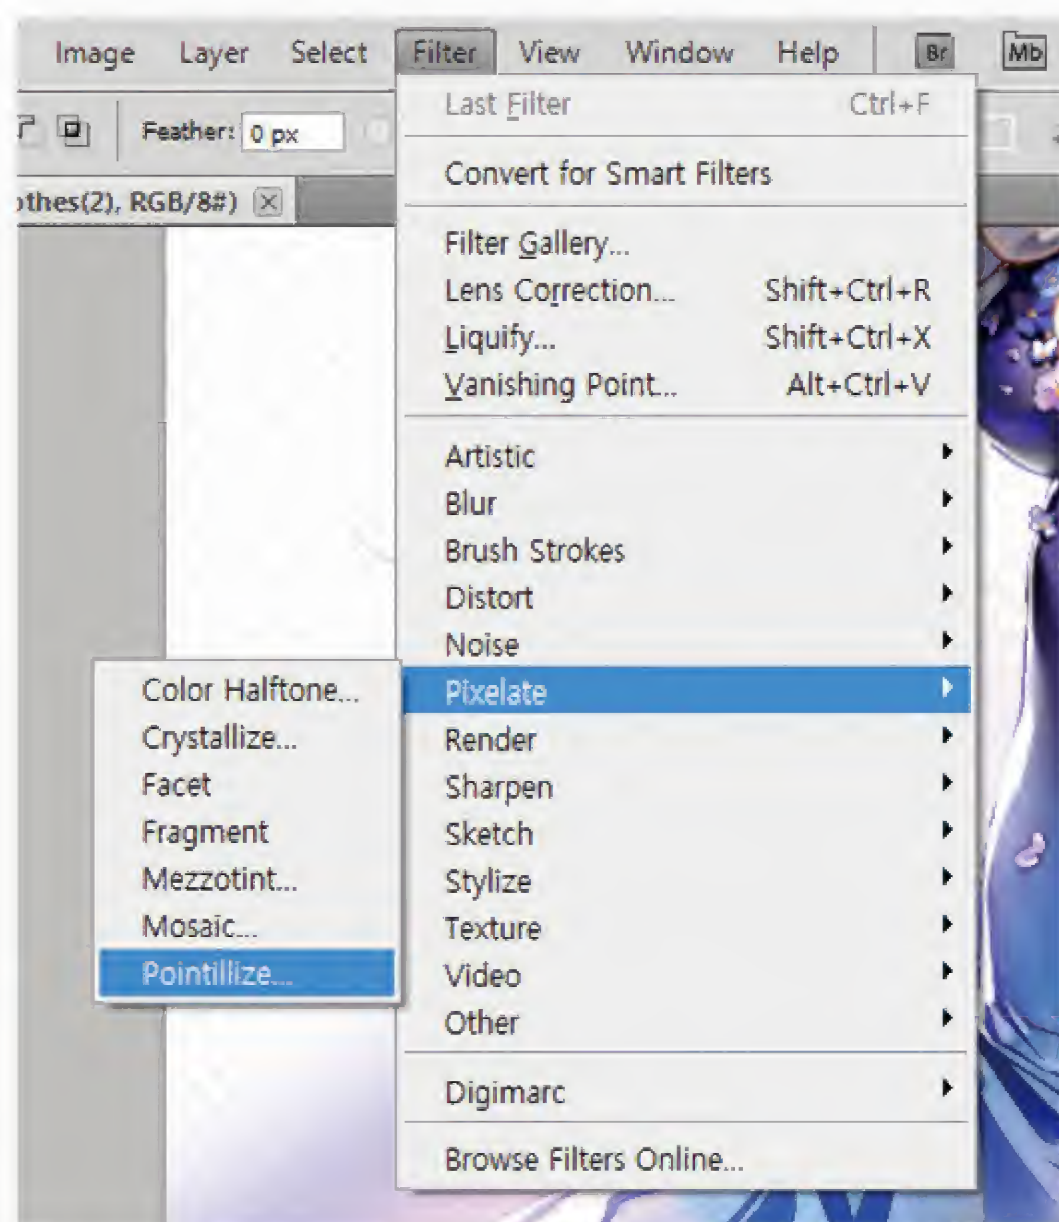 Image Layer Select Filter View Window Help Br Mb
Feather: 0 px
othes(2), RGB/8#)
Last Filter Ctrl+F
Convert for Smart Filters
Filter Gallery...
Lens Correction... Shift+Ctrl+R
Liquify... Shift+Ctrl+X
Vanishing Point... Alt+Ctrl+V
Artistic
Blur
Brush Strokes
Distort
Noise
Pixelate
Render
Sharpen
Sketch
Stylize
Texture
Video
Other
Digimarc
Browse Filters Online...
Color Halftone...
Crystallize...
Facet
Fragment
Mezzotint...
Mosaic...
Pointillize...